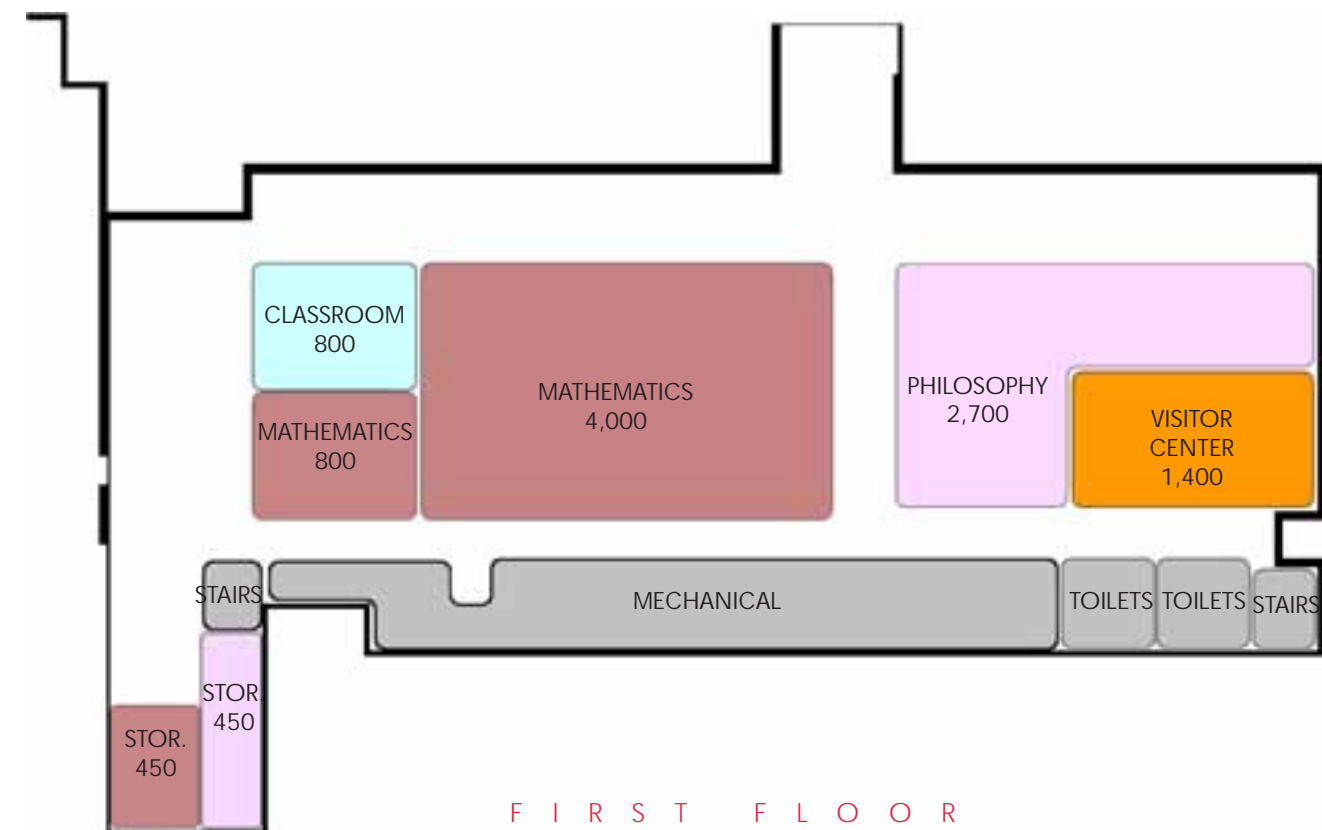 CLASSROOM
800
MATHEMATICS
800
MATHEMATICS
4,000
PHILOSOPHY
2,700
VISITOR
CENTER
1,400
STAIRS
MECHANICAL
TOILETS
TOILETS
STAIRS
STOR.
450
STOR.
450
FIRST FLOOR